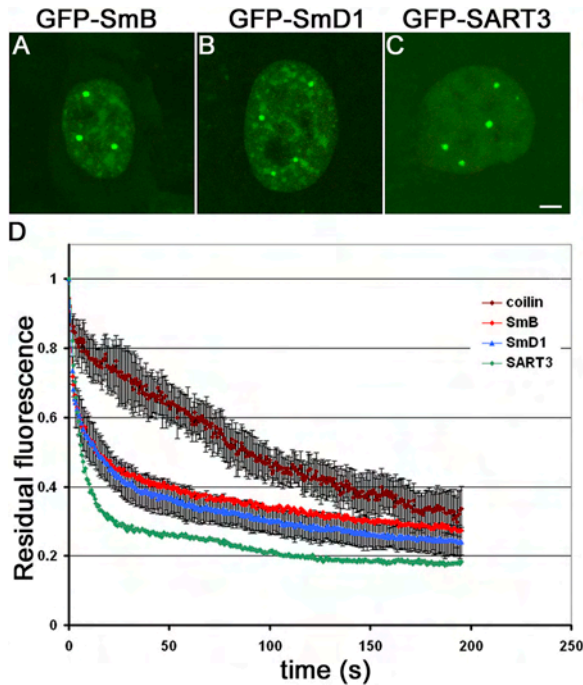 GFP-SmB GFP-SmD1 GFP-SART3
A B C
D
1
0.8
0.6
0.4
0.2
0
Residual fluorescence
coilin
SmB
SmD1
SART3
0 50 100 150 200 250
time (s)